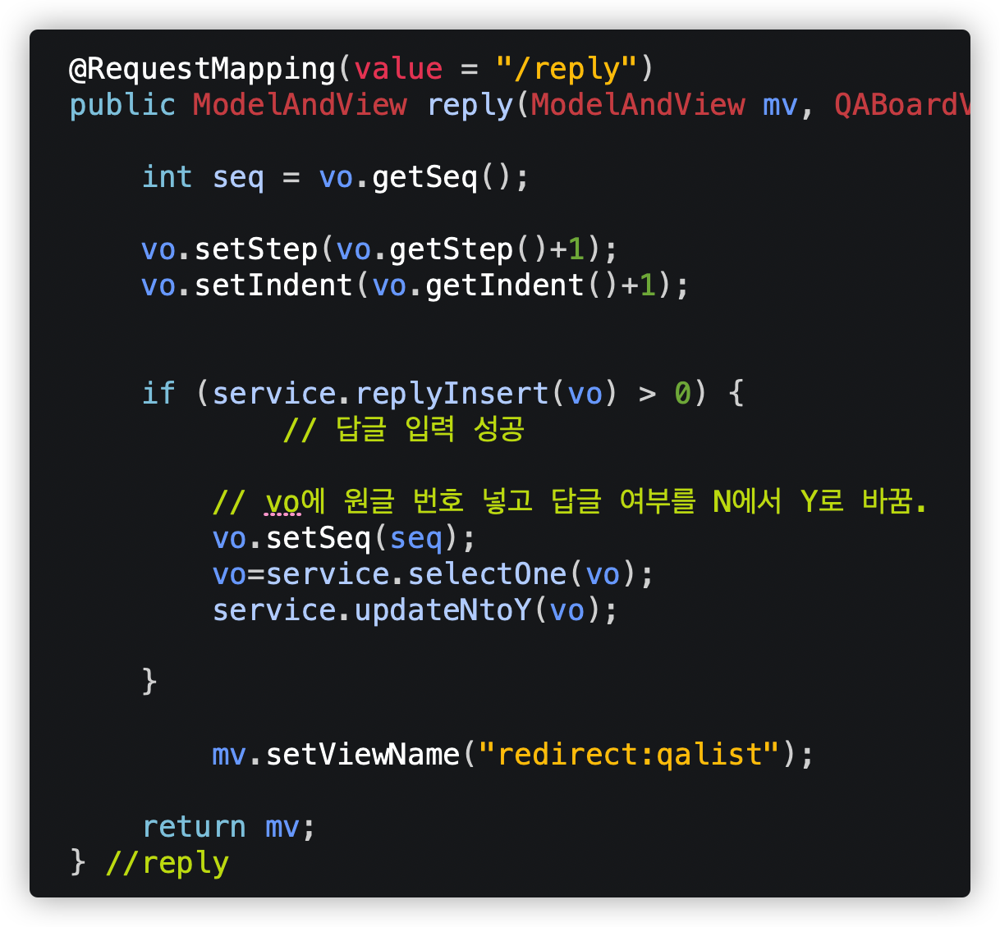 @RequestMapping(value = "/reply")
public ModelAndView reply(ModelAndView mv, QABoardV
int seq = vo.getSeq();
vo.setStep(vo.getStep()+1);
vo.setIndent(vo.getIndent()+1);
if (service.replyInsert(vo) > 0) {
// 답글 입력 성공
// vo에 원글 번호 넣고 답글 여부를 N에서 Y로 바꿈.
vo.setSeq(seq);
vo=service.selectOne(vo);
service.updateNtoY(vo);
}
mv.setViewName("redirect:qalist");
return mv;
} //reply